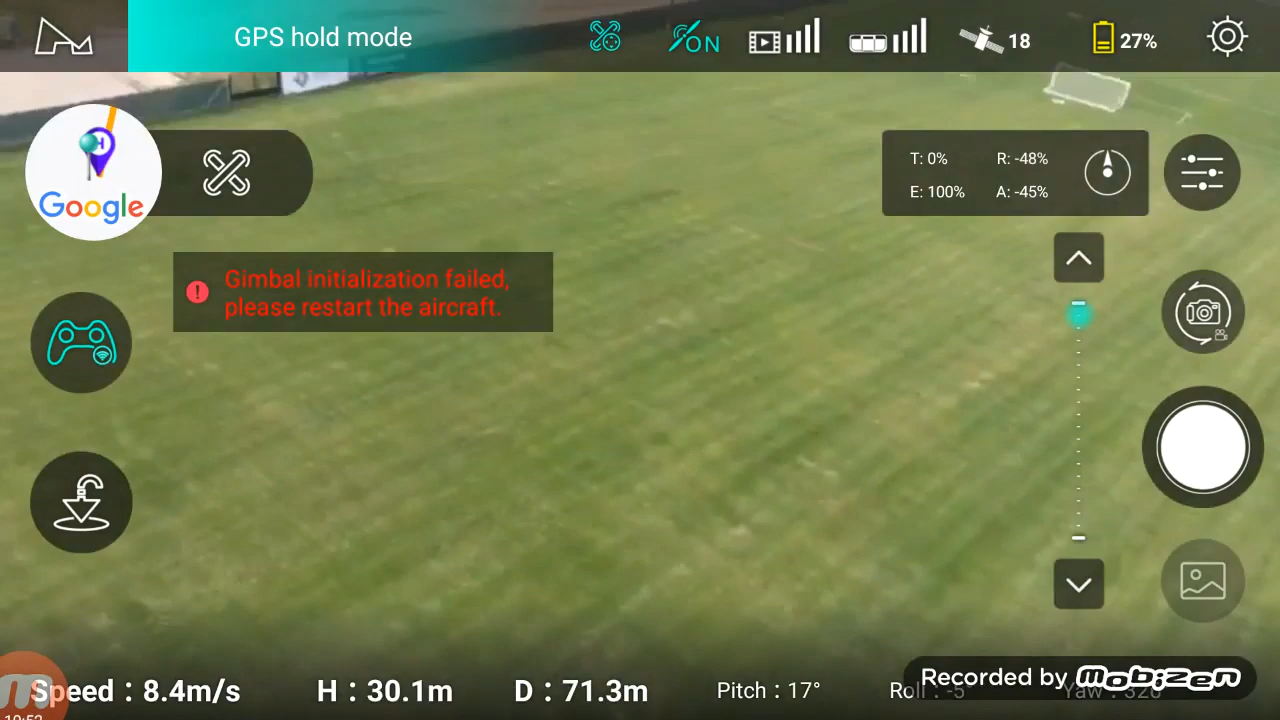 GPS hold mode
ON
18
27%
H
Google
T: 0%
R: -48%
E: 100%
A: -45%
Gimbal initialization failed,
please restart the aircraft.
Speed : 8.4m/s
H : 30.1m
D : 71.3m
Pitch : 17°
Roll : -5°
Recorded by mobizen